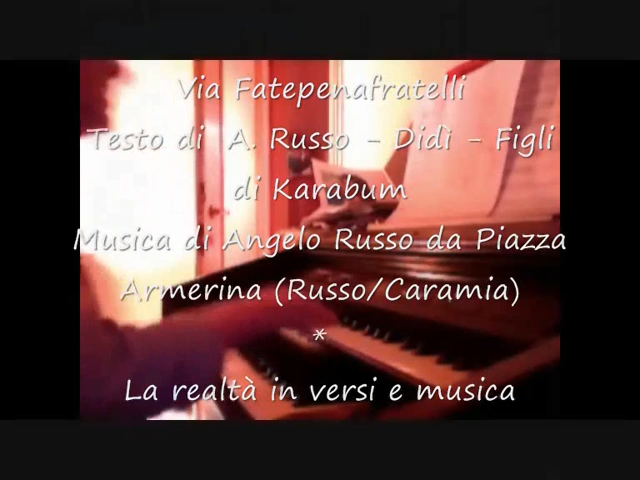 Via Fatepenafratelli
Testo di A. Russo - Didì - Figli
di Karabum
Musica di Angelo Russo da Piazza
Armerina (Russo/Caramia)
*
La realtà in versi e musica